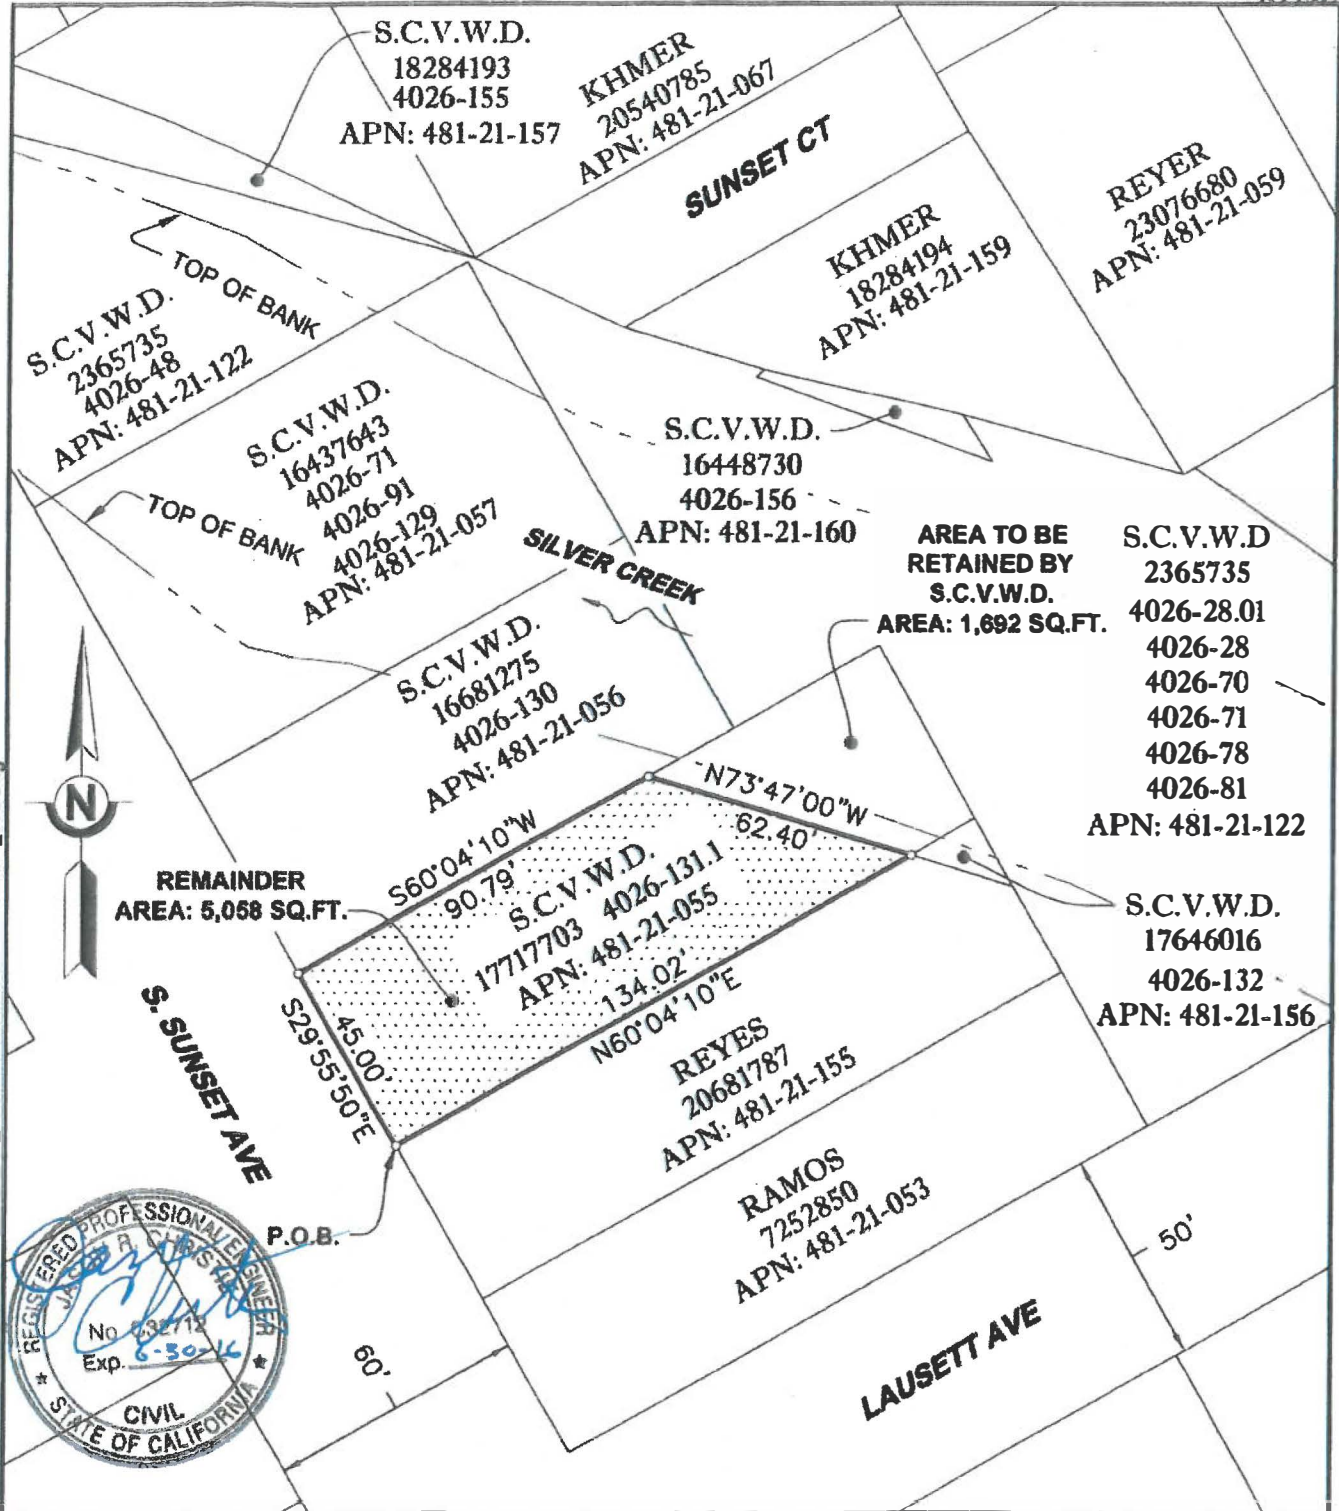 S.C.V.W.D.
18284193
4026-155
APN: 481-21-157
KHMER
20540785
APN: 481-21-067
SUNSET CT
KHMER
18284194
APN: 481-21-159
REYER
23076680
APN: 481-21-059
TOP OF BANK
S.C.V.W.D.
2365735
4026-48
APN: 481-21-122
S.C.V.W.D.
16437643
4026-71
4026-91
4026-129
APN: 481-21-057
TOP OF BANK
S.C.V.W.D.
16448730
4026-156
APN: 481-21-160
SILVER CREEK
AREA TO BE
RETAINED BY
S.C.V.W.D.
AREA: 1,692 SQ.FT.
S.C.V.W.D
2365735
4026-28.01
4026-28
4026-70
4026-71
4026-78
4026-81
APN: 481-21-122
S.C.V.W.D.
16681275
4026-130
APN: 481-21-056
N
N73°47'00"W
62.40'
S60°04'10"W
90.79'
REMAINDER
AREA: 5,058 SQ.FT.
S.C.V.W.D.
17717703 4026-131.1
APN: 481-21-055
134.02'
N60°04'10"E
S.C.V.W.D.
17646016
4026-132
APN: 481-21-156
45.00'
S29°55'50"E
S. SUNSET AVE
REYES
20681787
APN: 481-21-155
RAMOS
7252850
APN: 481-21-053
P.O.B.
50'
60'
LAUSETT AVE
REGISTERED PROFESSIONAL ENGINEER
R. CHRISTIE
No
Exp. 6-30-16
CIVIL
STATE OF CALIFORNIA